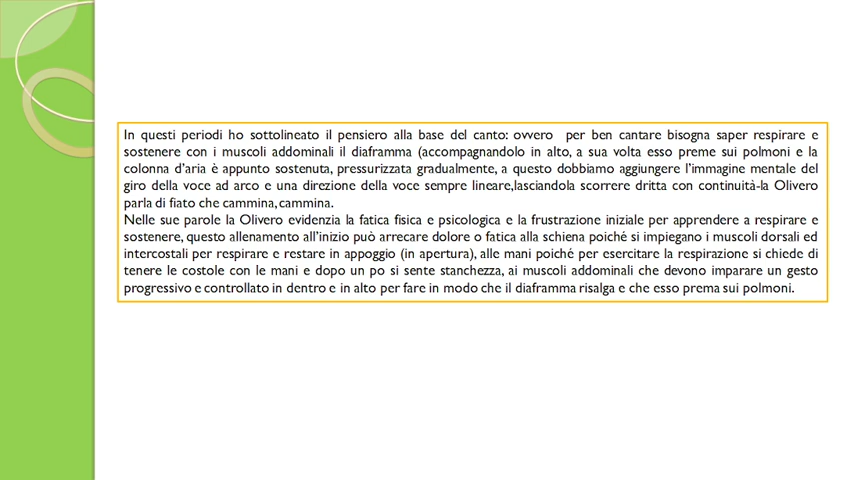 In questi periodi ho sottolineato il pensiero alla base del canto: ovvero  per ben cantare bisogna saper respirare e
sostenere con i muscoli addominali il diaframma (accompagnandolo in alto, a sua volta esso preme sui polmoni e la
colonna d'aria è appunto sostenuta, pressurizzata gradualmente, a questo dobbiamo aggiungere l'immagine mentale del
giro della voce ad arco e una direzione della voce sempre lineare,lasciandola scorrere dritta con continuità-la Olivero
parla di fiato che cammina,cammina.
Nelle sue parole la Olivero evidenzia la fatica fisica e psicologica e la frustrazione iniziale per apprendere a respirare e
sostenere, questo allenamento all'inizio può arrecare dolore o fatica alla schiena poiché si impiegano i muscoli dorsali ed
intercostali per respirare e restare in appoggio (in apertura), alle mani poiché per esercitare la respirazione si chiede di
tenere le costole con le mani e dopo un po si sente stanchezza, ai muscoli addominali che devono imparare un gesto
progressivo e controllato in dentro e in alto per fare in modo che il diaframma risalga e che esso prema sui polmoni.